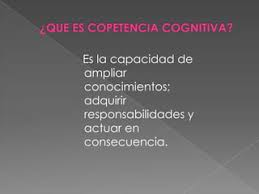 ¿QUE ES COPETENCIA COGNITIVA?
Es la capacidad de
ampliar
conocimientos;
adquirir
responsabilidades y
actuar en
consecuencia.